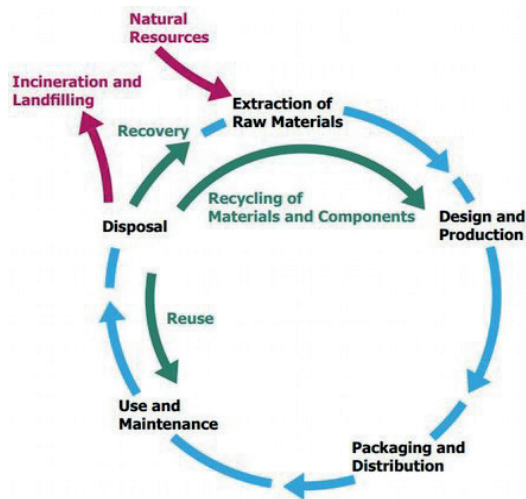 Natural
Resources
Incineration and
Landfilling
Extraction of
Raw Materials
Recovery
Recycling of
Materials and Components
Disposal
Design and
Production
Reuse
Use and
Maintenance
Packaging and
Distribution